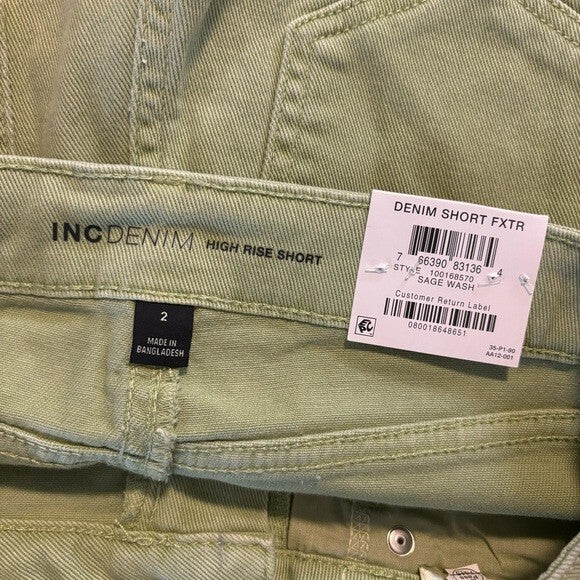 INCDENIM HIGH RISE SHORT
2
MADE IN
BANGLADESH
DENIM SHORT FXTR
7 66390 83136 4
STYLE 100168570
SAGE WASH
Customer Return Label
080018648651
35-P1-90
AA12-001